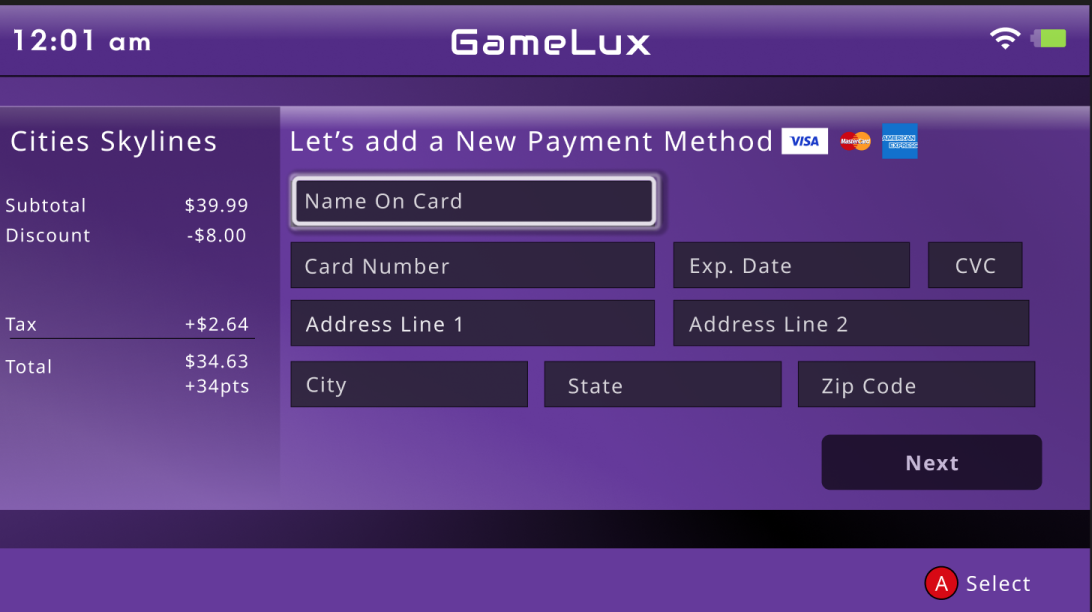 12:01 am
GameLux
Cities Skylines
Subtotal $39.99
Discount -$8.00
Tax +$2.64
Total $34.63
+34pts
Let’s add a New Payment Method VISA MasterCard AMERICAN EXPRESS
Name On Card
Card Number Exp. Date CVC
Address Line 1 Address Line 2
City State Zip Code
Next
A Select